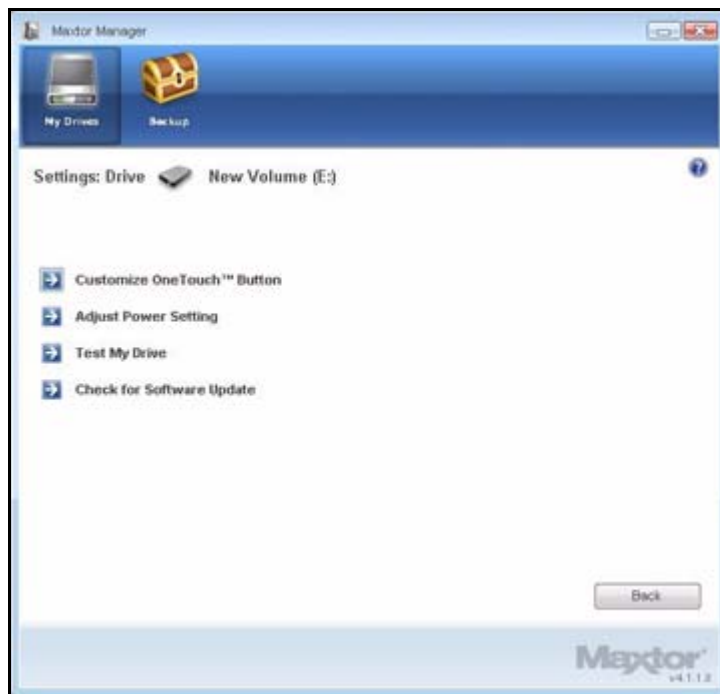 Maxtor Manager
My Drives
Backup
Settings: Drive New Volume (E:)
Customize OneTouch™ Button
Adjust Power Setting
Test My Drive
Check for Software Update
Back
Maxtor